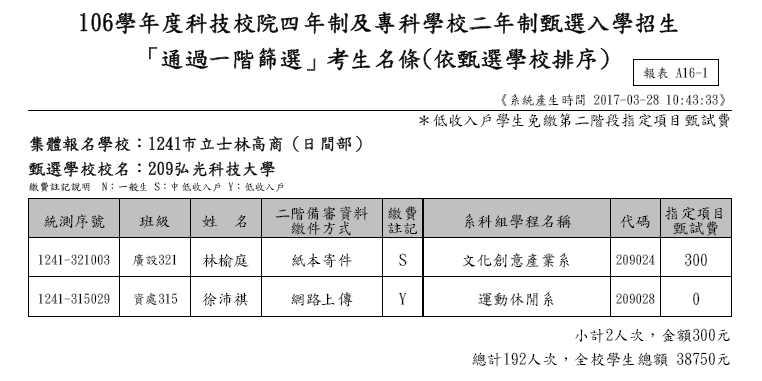 106學年度科技校院四年制及專科學校二年制甄選入學招生
「通過一階篩選」考生名條(依甄選學校排序)
報表 A16-1
《系統產生時間 2017-03-28 10:43:33》
＊低收入戶學生免繳第二階段指定項目甄試費
集體報名學校：1241市立士林高商（日間部）
甄選學校校名：209弘光科技大學
繳費註記說明 N：一般生 S：中低收入戶 Y：低收入戶
統測序號 班級 姓 名 二階備審資料繳件方式 繳費註記 系科組學程名稱 代碼 指定項目甄試費
1241-321003 廣設321 林榆庭 紙本寄件 S 文化創意產業系 209024 300
1241-315029 資處315 徐沛祺 網路上傳 Y 運動休閒系 209028 0
小計2人次，金額300元
總計192人次，全校學生總額 38750元